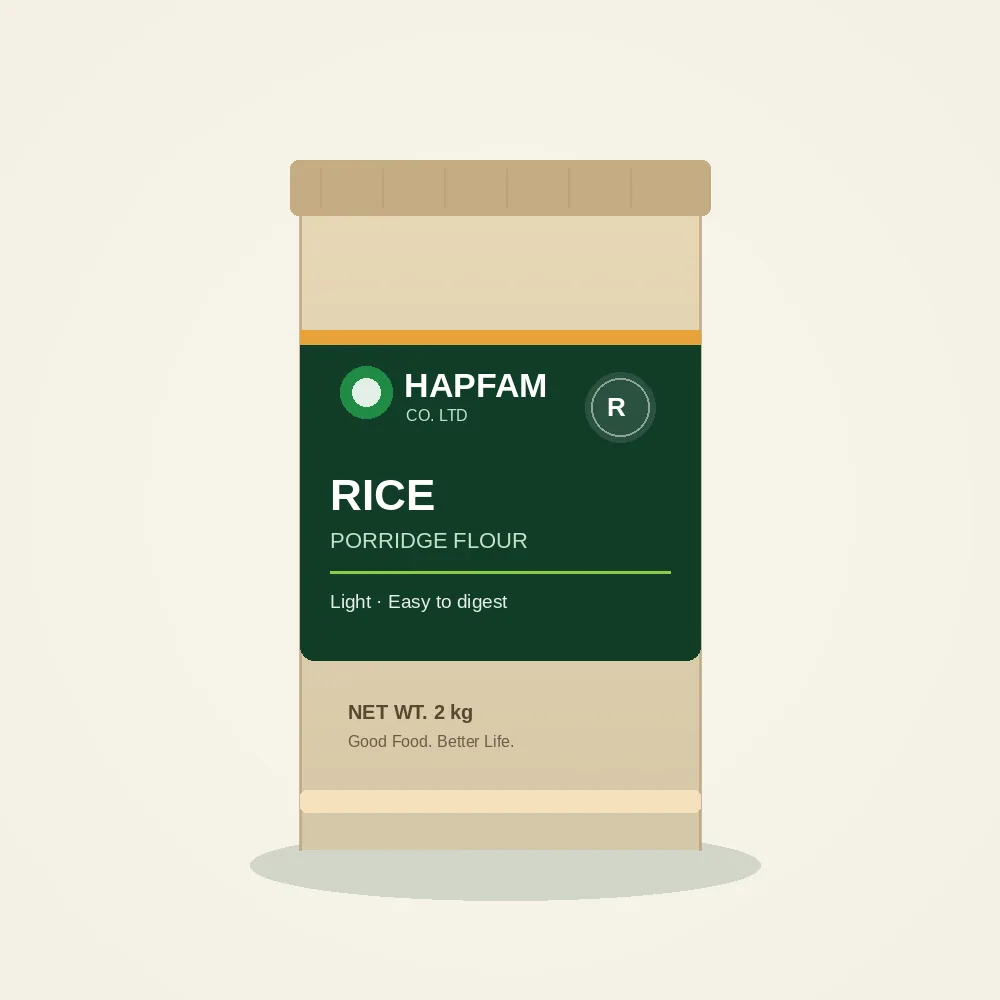 HAPFAM
CO. LTD
R
RICE
PORRIDGE FLOUR
Light · Easy to digest
NET WT. 2 kg
Good Food. Better Life.